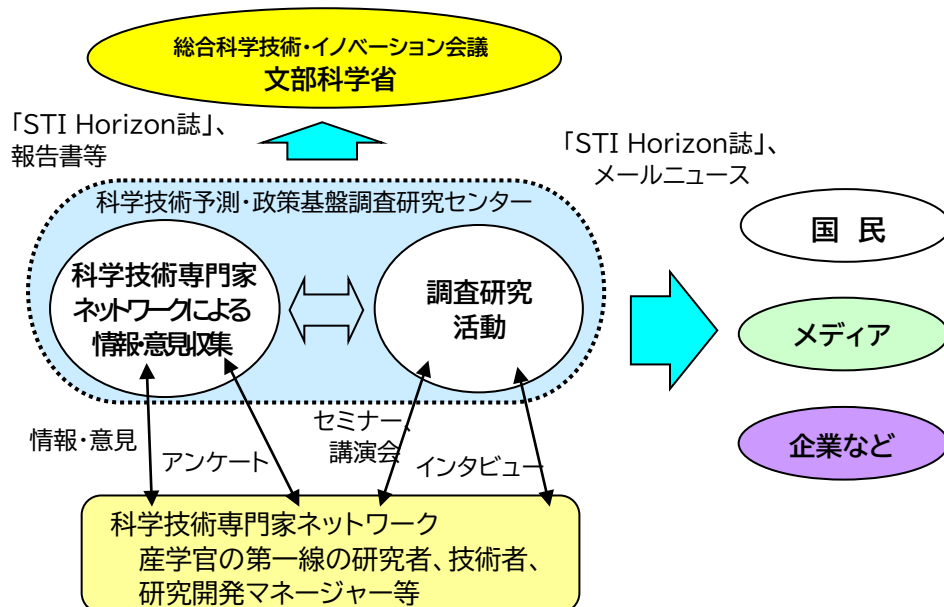 総合科学技術・イノベーション会議
文部科学省
「STI Horizon誌」、
報告書等
「STI Horizon誌」、
メールニュース
科学技術予測・政策基盤調査研究センター
科学技術専門家
ネットワークによる
情報・意見収集
調査研究
活動
国 民
メディア
企業など
情報・意見
アンケート
セミナー、
講演会
インタビュー
科学技術専門家ネットワーク
産学官の第一線の研究者、技術者、
研究開発マネージャー等